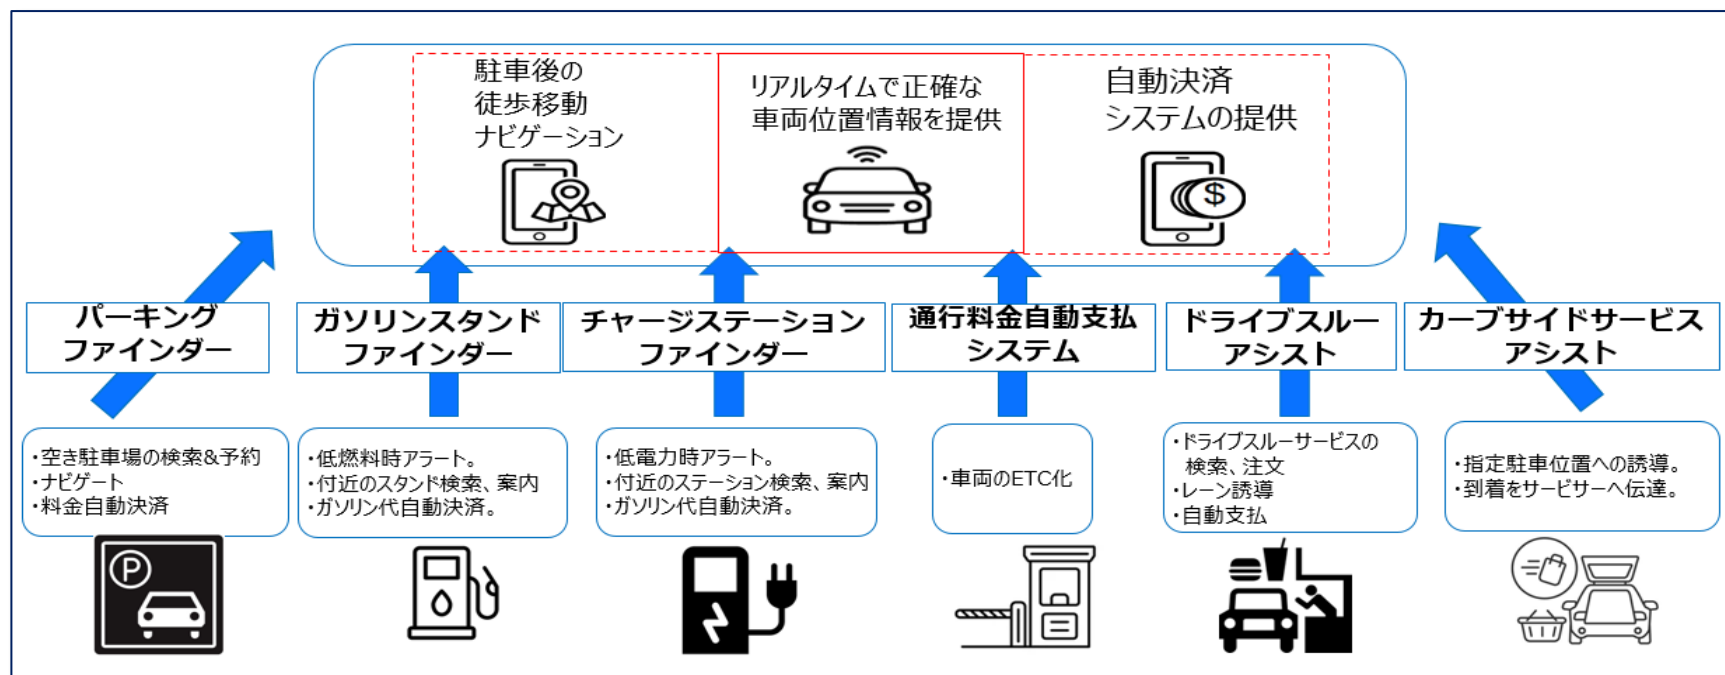 駐車後の
徒歩移動
ナビゲーション
リアルタイムで正確な
車両位置情報を提供
自動決済
システムの提供
$
パーキング
ファインダー
ガソリンスタンド
ファインダー
チャージステーション
ファインダー
通行料金自動支払
システム
ドライブスルー
アシスト
カーブサイドサービス
アシスト
・空き駐車場の検索&予約
・ナビゲート
・料金自動決済
・低燃料時アラート。
・付近のスタンド検索、案内
・ガソリン代自動決済。
・低電力時アラート。
・付近のステーション検索、案内
・ガソリン代自動決済。
・車両のETC化
・ドライブスルーサービスの
検索、注文
・レーン誘導
・自動支払
・指定駐車位置への誘導。
・到着をサービサーへ伝達。
P